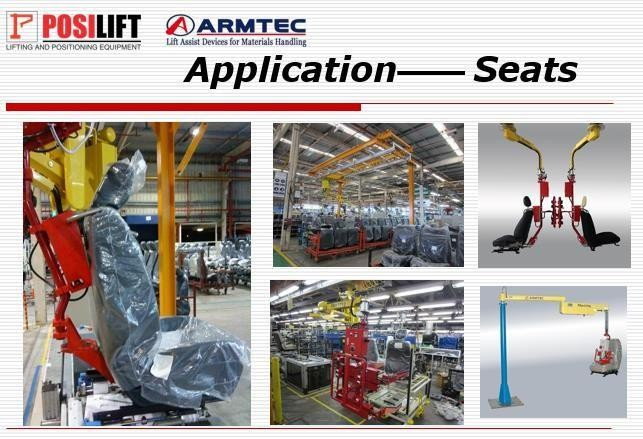 POSILIFT
LIFTING AND POSITIONING EQUIPMENT
ARMTEC
Lift Assist Devices for Materials Handling
Application—— Seats
ARMTEC